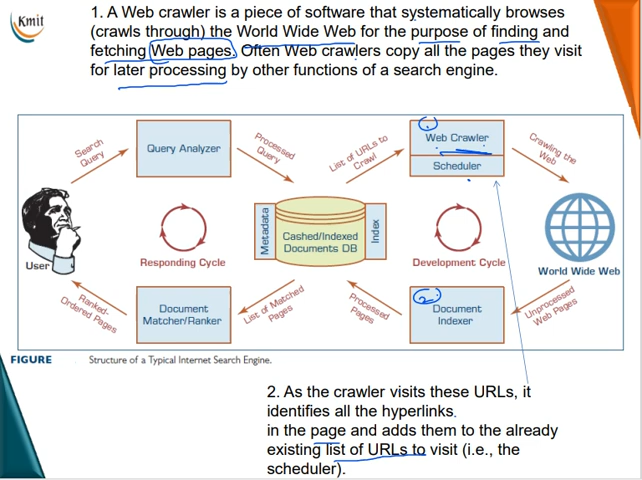 Kmit
1. A Web crawler is a piece of software that systematically browses
(crawls through) the World Wide Web for the purpose of finding and
fetching Web pages. Often Web crawlers copy all the pages they visit
for later processing by other functions of a search engine.
Search
Query
Query Analyzer
Processed
Query
List of URLs to
Crawl
1.
Web Crawler
Scheduler
Crawling the
Web
User
Responding Cycle
Metadata
Cashed/Indexed
Documents DB
Index
Development Cycle
World Wide Web
Ranked-
Ordered Pages
Document
Matcher/Ranker
List of Matched
Pages
Processed
Pages
2.
Document
Indexer
Unprocessed
Web Pages
FIGURE Structure of a Typical Internet Search Engine.
2. As the crawler visits these URLs, it
identifies all the hyperlinks.
in the page and adds them to the already
existing list of URLs to visit (i.e., the
scheduler).